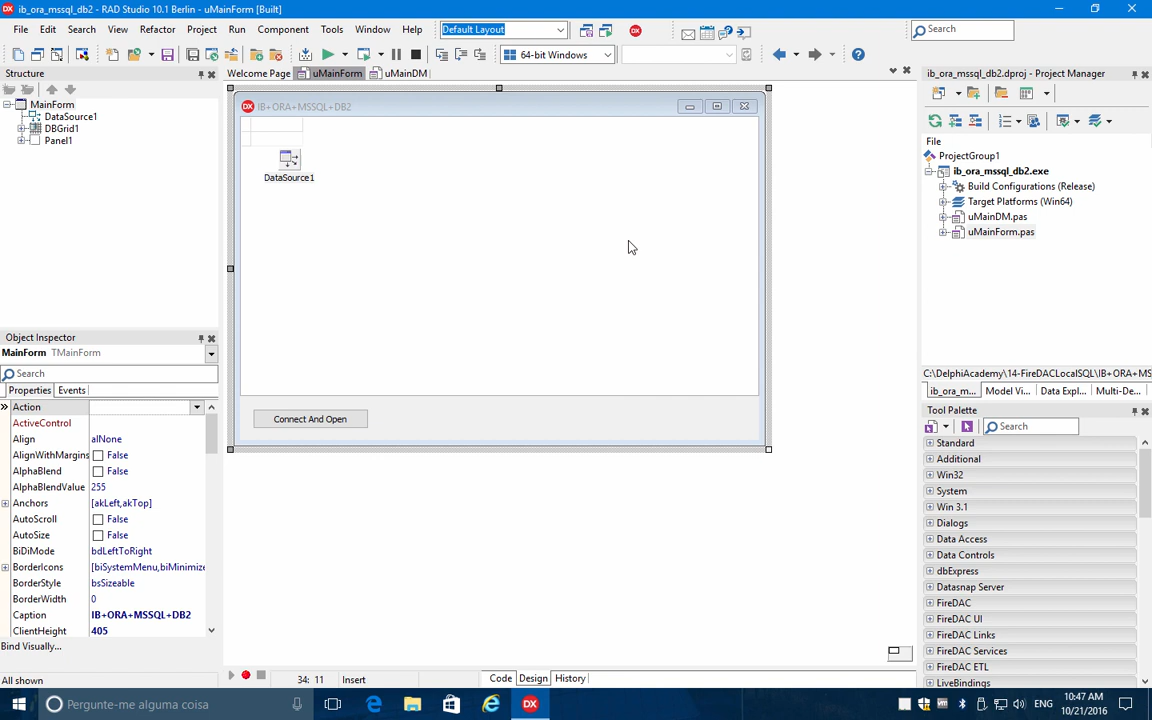 ib_ora_mssql_db2 - RAD Studio 10.1 Berlin - uMainForm [Built]
File Edit Search View Refactor Project Run Component Tools Window Help
Default Layout
Search
64-bit Windows
Structure
Welcome Page uMainForm uMainDM
ib_ora_mssql_db2.dproj - Project Manager
MainForm
DataSource1
DBGrid1
Panel1
IB+ORA+MSSQL+DB2
DataSource1
Connect And Open
File
ProjectGroup1
ib_ora_mssql_db2.exe
Build Configurations (Release)
Target Platforms (Win64)
uMainDM.pas
uMainForm.pas
C:\DelphiAcademy\14-FireDACLocalSQL\IB+ORA+MS
ib_ora_m... Model Vi... Data Expl... Multi-De...
Object Inspector
MainForm TMainForm
Search
Properties Events
Action
ActiveControl
Align alNone
AlignWithMargins False
AlphaBlend False
AlphaBlendValue 255
Anchors [akLeft,akTop]
AutoScroll False
AutoSize False
BiDiMode bdLeftToRight
BorderIcons [biSystemMenu,biMinimize
BorderStyle bsSizeable
BorderWidth 0
Caption IB+ORA+MSSQL+DB2
ClientHeight 405
Bind Visually...
All shown
Tool Palette
Search
Standard
Additional
Win32
System
Win 3.1
Dialogs
Data Access
Data Controls
dbExpress
Datasnap Server
FireDAC
FireDAC UI
FireDAC Links
FireDAC Services
FireDAC ETL
LiveBindings
34: 11 Insert
Code Design History
Pergunte-me alguma coisa
ENG
10:47 AM
10/21/2016